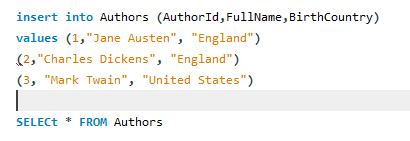 insert into Authors (AuthorId,FullName,BirthCountry)
values (1,"Jane Austen", "England")
(2,"Charles Dickens", "England")
(3, "Mark Twain", "United States")
SELECt * FROM Authors